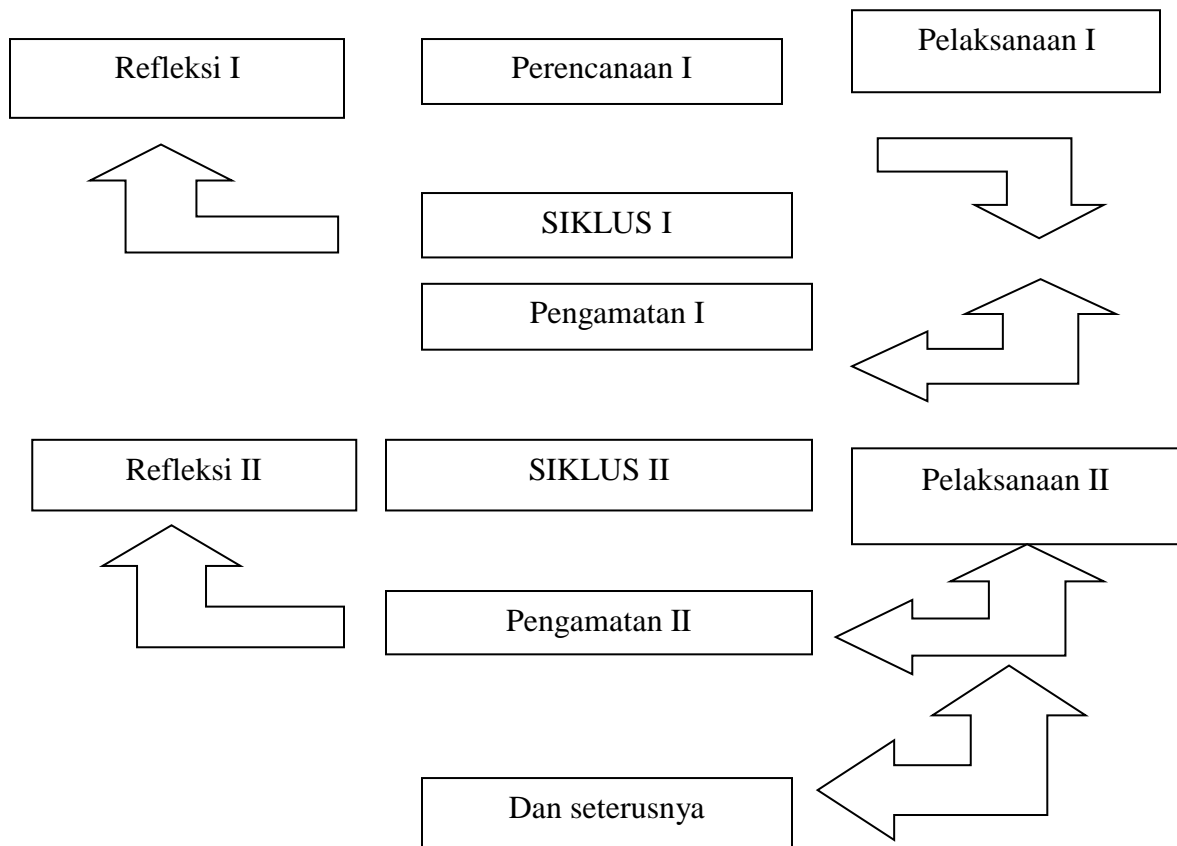 Refleksi I
Perencanaan I
Pelaksanaan I
SIKLUS I
Pengamatan I
Refleksi II
SIKLUS II
Pelaksanaan II
Pengamatan II
Dan seterusnya